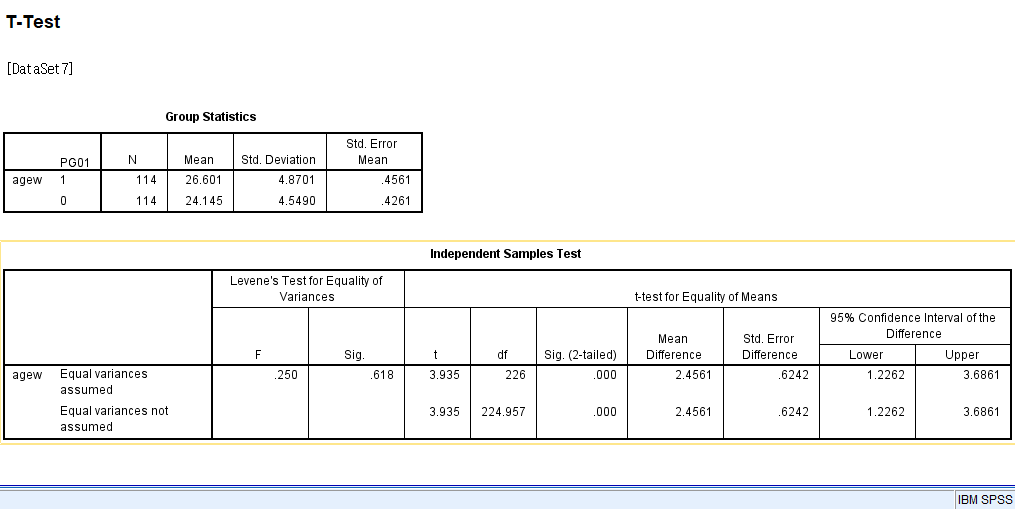 T-Test
[DataSet7]
Group Statistics
PG01 N Mean Std. Deviation Std. Error Mean
agew 1 114 26.601 4.8701 .4561
0 114 24.145 4.5490 .4261
Independent Samples Test
Levene's Test for Equality of Variances t-test for Equality of Means
95% Confidence Interval of the Difference
F Sig. t df Sig. (2-tailed) Mean Difference Std. Error Difference Lower Upper
agew Equal variances assumed .250 .618 3.935 226 .000 2.4561 .6242 1.2262 3.6861
Equal variances not assumed 3.935 224.957 .000 2.4561 .6242 1.2262 3.6861
IBM SPSS